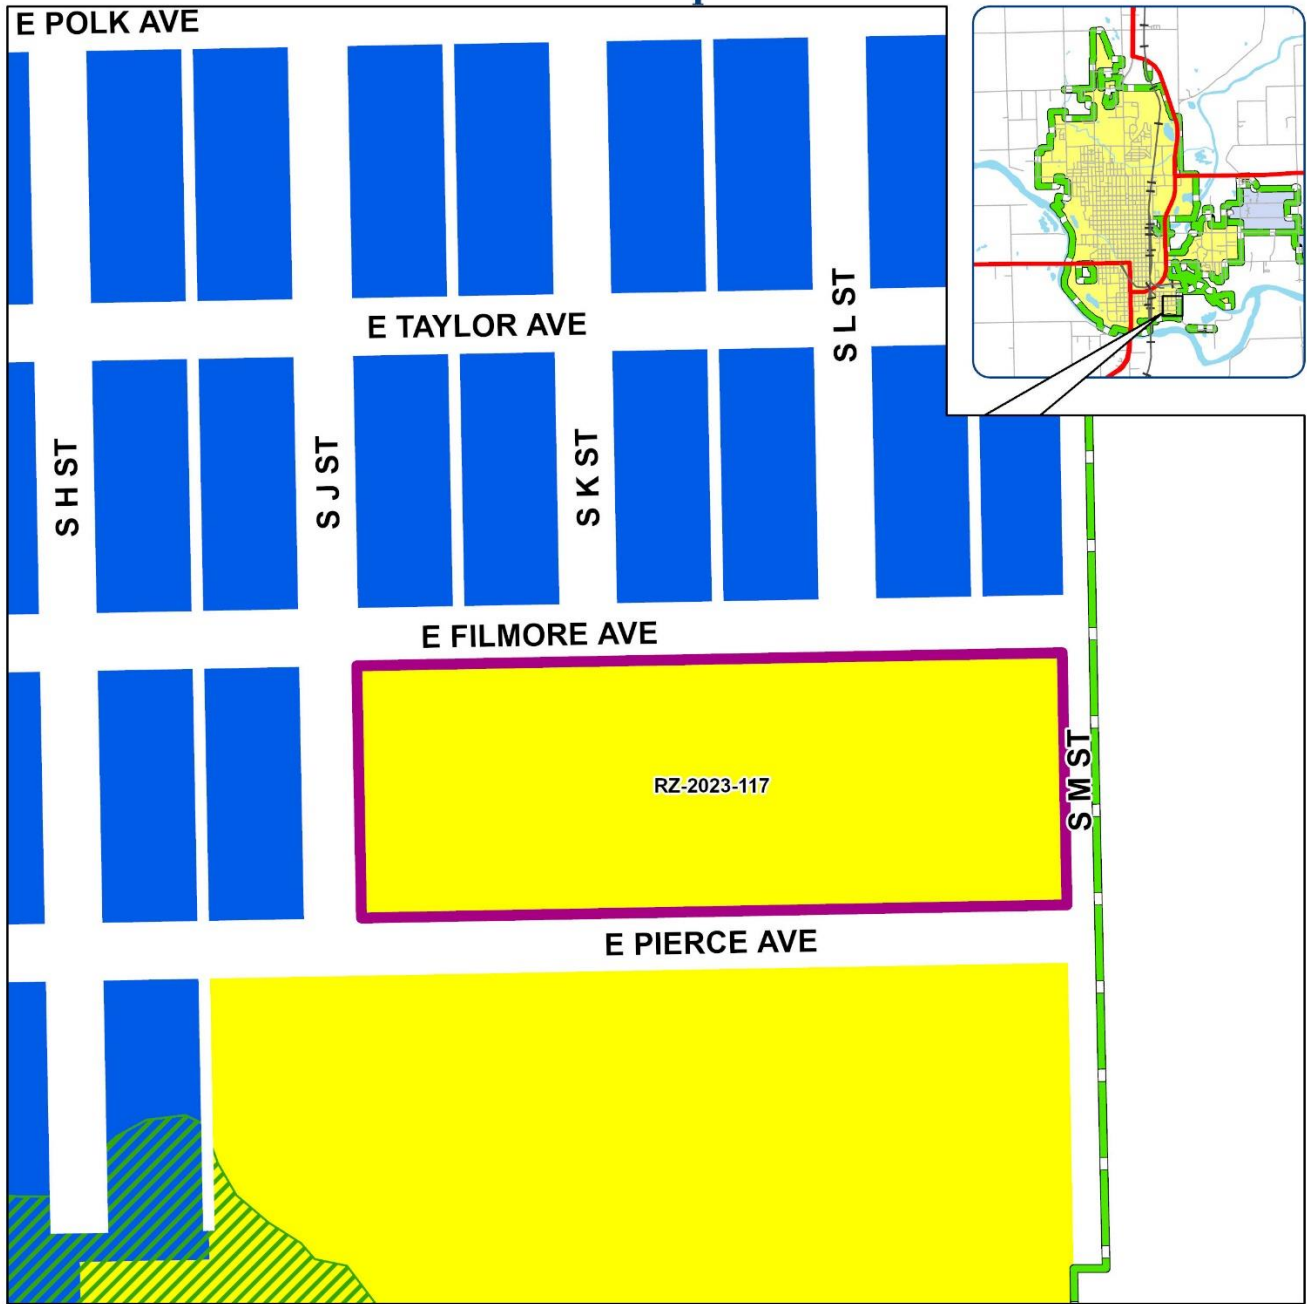 E POLK AVE
E TAYLOR AVE
S L ST
S H ST
S J ST
S K ST
E FILMORE AVE
RZ-2023-117
S M ST
E PIERCE AVE